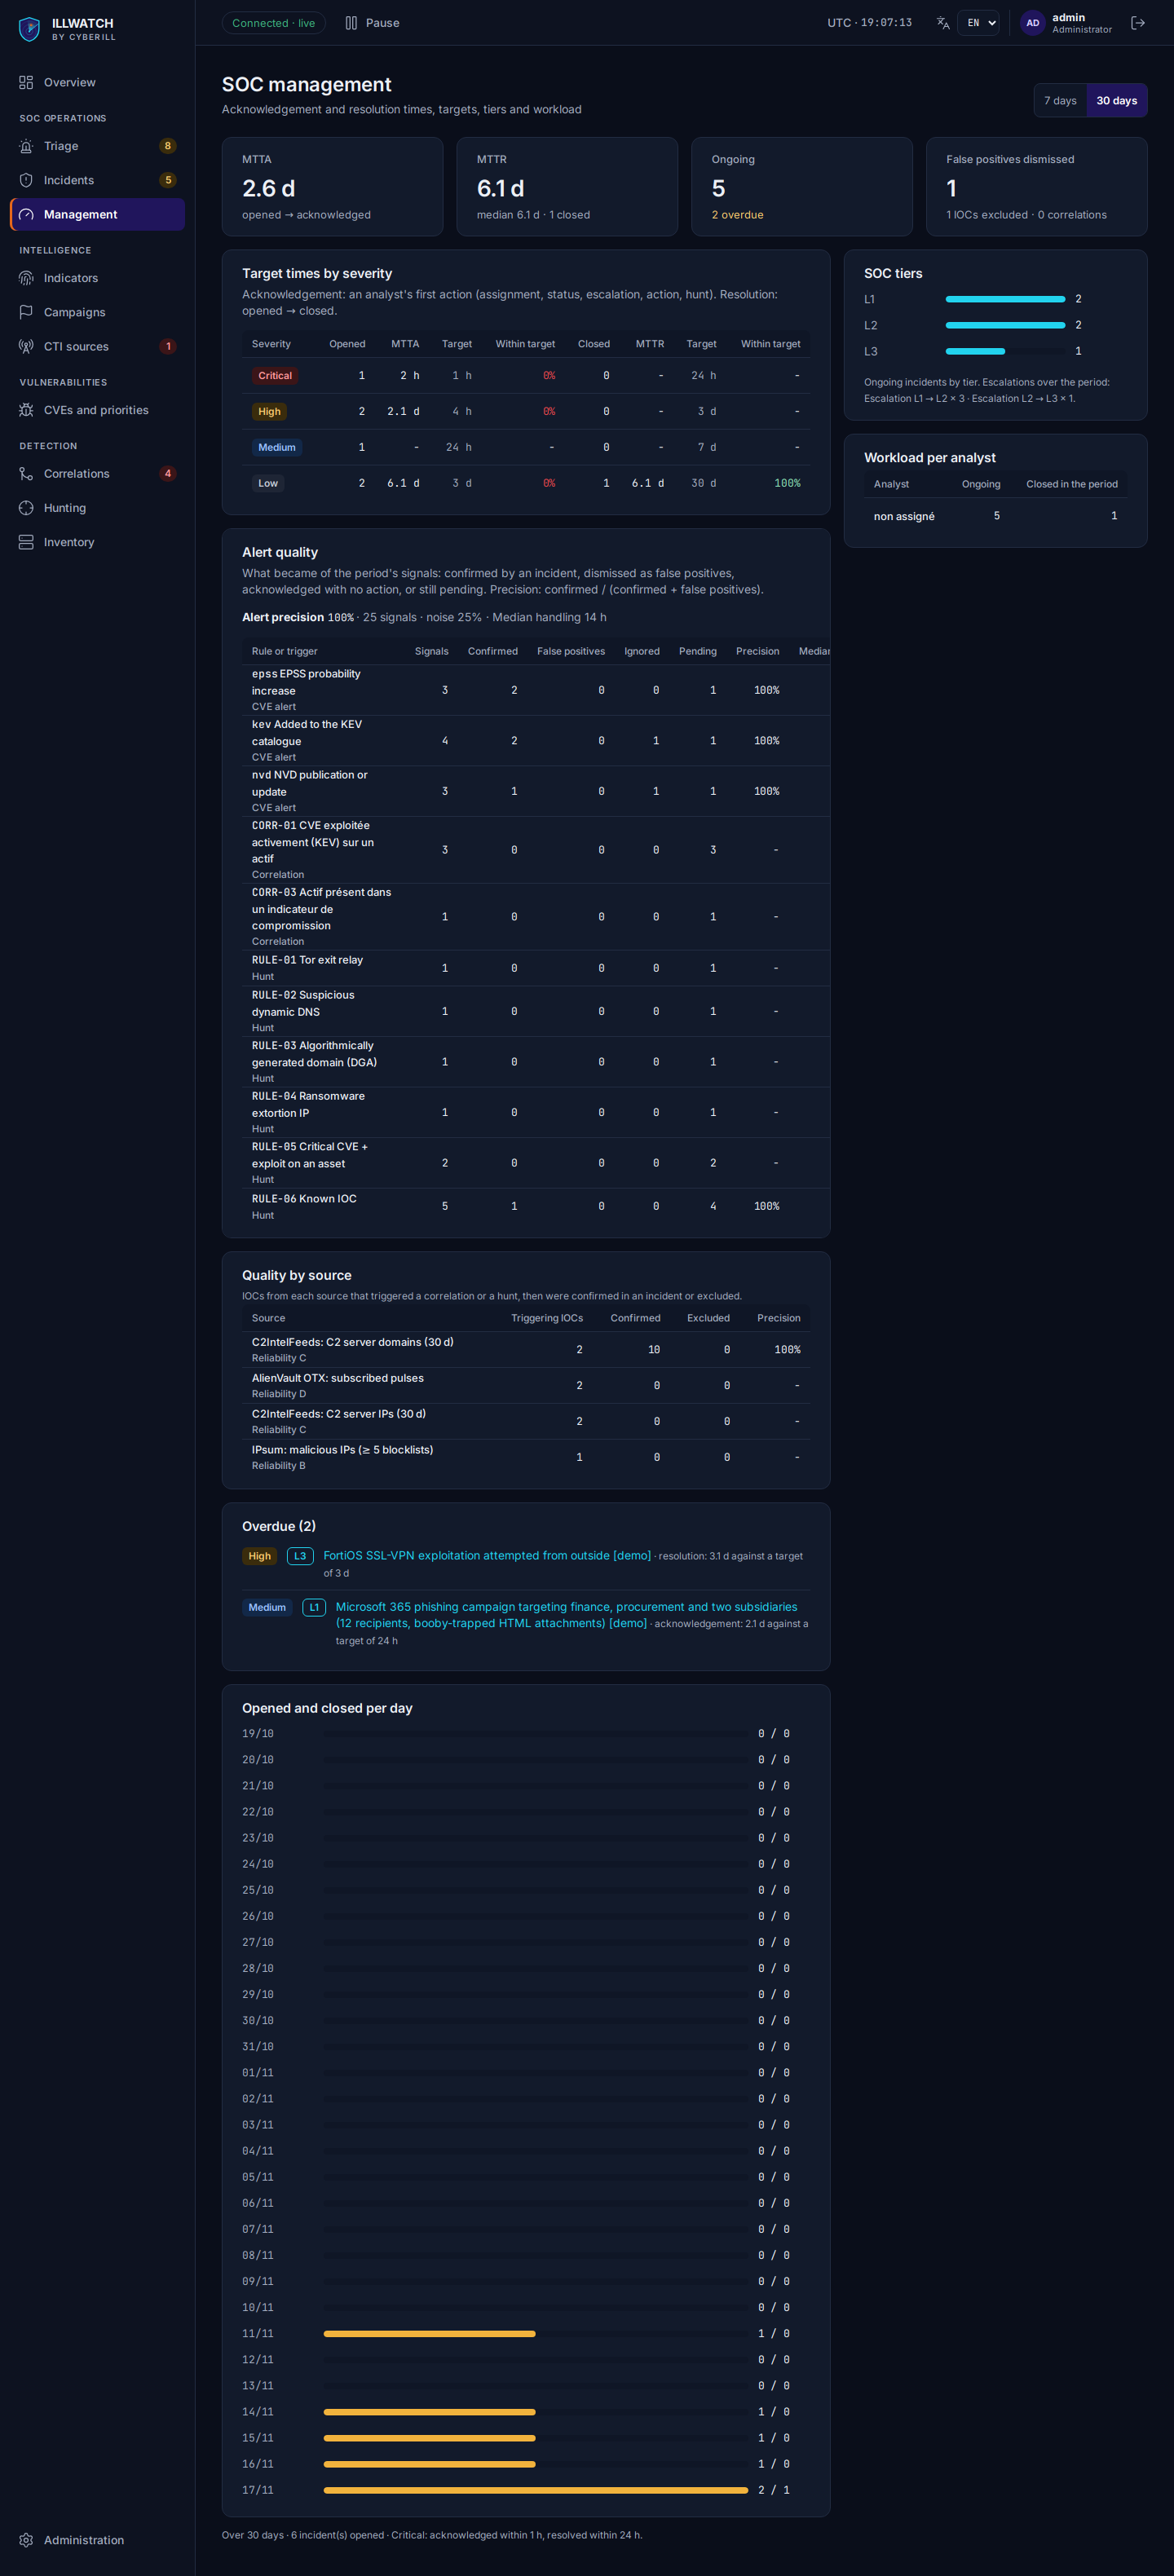 ILLWATCH
BY CYBERILL
Connected · live
Pause
UTC · 19:07:13
EN
AD
admin
Administrator
Overview
SOC OPERATIONS
Triage 8
Incidents 5
Management
INTELLIGENCE
Indicators
Campaigns
CTI sources 1
VULNERABILITIES
CVEs and priorities
DETECTION
Correlations 4
Hunting
Inventory
Administration
SOC management
Acknowledgement and resolution times, targets, tiers and workload
7 days 30 days
MTTA
2.6 d
opened → acknowledged
MTTR
6.1 d
median 6.1 d · 1 closed
Ongoing
5
2 overdue
False positives dismissed
1
1 IOCs excluded · 0 correlations
Target times by severity
Acknowledgement: an analyst's first action (assignment, status, escalation, action, hunt). Resolution:
opened → closed.
Severity Opened MTTA Target Within target Closed MTTR Target Within target
Critical 1 2 h 1 h 0% 0 - 24 h -
High 2 2.1 d 4 h 0% 0 - 3 d -
Medium 1 - 24 h - 0 - 7 d -
Low 2 6.1 d 3 d 0% 1 6.1 d 30 d 100%
SOC tiers
L1 2
L2 2
L3 1
Ongoing incidents by tier. Escalations over the period:
Escalation L1 → L2 × 3 · Escalation L2 → L3 × 1.
Workload per analyst
Analyst Ongoing Closed in the period
non assigné 5 1
Alert quality
What became of the period's signals: confirmed by an incident, dismissed as false positives,
acknowledged with no action, or still pending. Precision: confirmed / (confirmed + false positives).
Alert precision 100% · 25 signals · noise 25% · Median handling 14 h
Rule or trigger Signals Confirmed False positives Ignored Pending Precision Median
epss EPSS probability
increase
CVE alert
3 2 0 0 1 100%
kev Added to the KEV
catalogue
CVE alert
4 2 0 1 1 100%
nvd NVD publication or
update
CVE alert
3 1 0 1 1 100%
CORR-01 CVE exploitée
activement (KEV) sur un
actif
Correlation
3 0 0 0 3 -
CORR-03 Actif présent dans
un indicateur de
compromission
Correlation
1 0 0 0 1 -
RULE-01 Tor exit relay
Hunt
1 0 0 0 1 -
RULE-02 Suspicious
dynamic DNS
Hunt
1 0 0 0 1 -
RULE-03 Algorithmically
generated domain (DGA)
Hunt
1 0 0 0 1 -
RULE-04 Ransomware
extortion IP
Hunt
1 0 0 0 1 -
RULE-05 Critical CVE +
exploit on an asset
Hunt
2 0 0 0 2 -
RULE-06 Known IOC
Hunt
5 1 0 0 4 100%
Quality by source
IOCs from each source that triggered a correlation or a hunt, then were confirmed in an incident or excluded.
Source Triggering IOCs Confirmed Excluded Precision
C2IntelFeeds: C2 server domains (30 d)
Reliability C
2 10 0 100%
AlienVault OTX: subscribed pulses
Reliability D
2 0 0 -
C2IntelFeeds: C2 server IPs (30 d)
Reliability C
2 0 0 -
IPsum: malicious IPs (≥ 5 blocklists)
Reliability B
1 0 0 -
Overdue (2)
High L3 FortiOS SSL-VPN exploitation attempted from outside [demo] · resolution: 3.1 d against a target
of 3 d
Medium L1 Microsoft 365 phishing campaign targeting finance, procurement and two subsidiaries
(12 recipients, booby-trapped HTML attachments) [demo] · acknowledgement: 2.1 d against a
target of 24 h
Opened and closed per day
19/10 0 / 0
20/10 0 / 0
21/10 0 / 0
22/10 0 / 0
23/10 0 / 0
24/10 0 / 0
25/10 0 / 0
26/10 0 / 0
27/10 0 / 0
28/10 0 / 0
29/10 0 / 0
30/10 0 / 0
31/10 0 / 0
01/11 0 / 0
02/11 0 / 0
03/11 0 / 0
04/11 0 / 0
05/11 0 / 0
06/11 0 / 0
07/11 0 / 0
08/11 0 / 0
09/11 0 / 0
10/11 0 / 0
11/11 1 / 0
12/11 0 / 0
13/11 0 / 0
14/11 1 / 0
15/11 1 / 0
16/11 1 / 0
17/11 2 / 1
Over 30 days · 6 incident(s) opened · Critical: acknowledged within 1 h, resolved within 24 h.